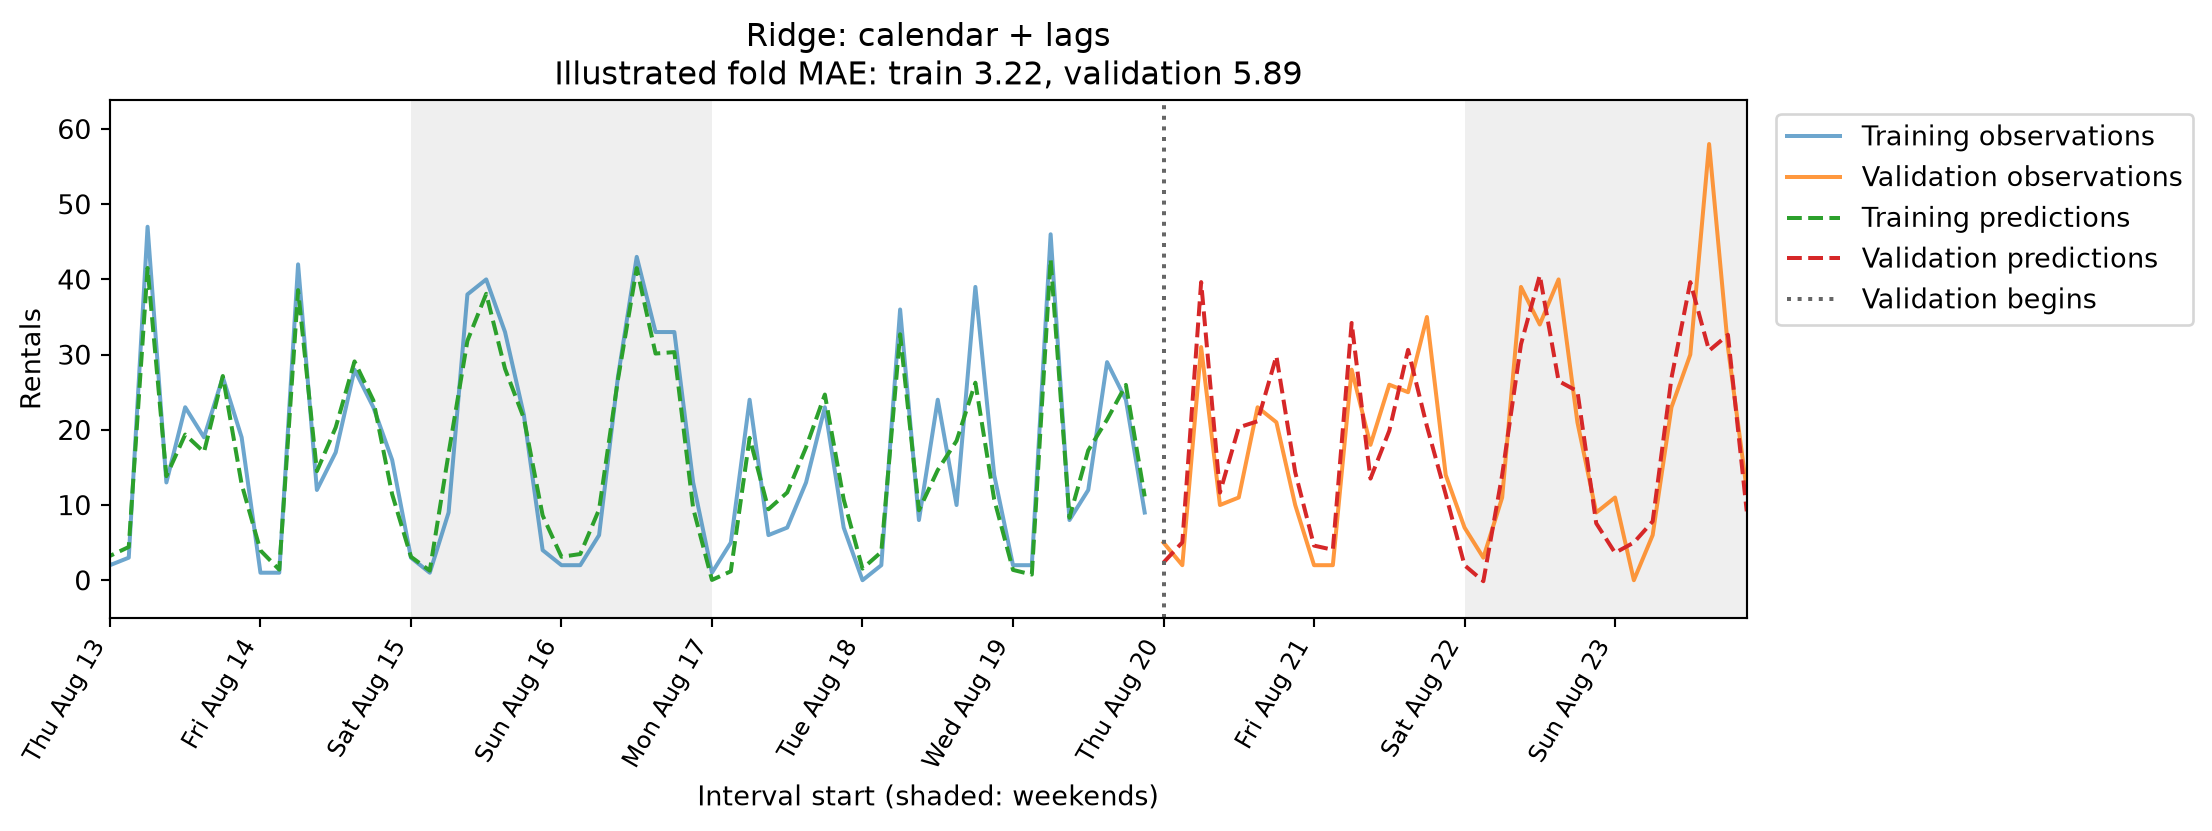 Ridge: calendar + lags
Illustrated fold MAE: train 3.22, validation 5.89
Rentals
60
50
40
30
20
10
0
Thu Aug 13
Fri Aug 14
Sat Aug 15
Sun Aug 16
Mon Aug 17
Tue Aug 18
Wed Aug 19
Thu Aug 20
Fri Aug 21
Sat Aug 22
Sun Aug 23
Interval start (shaded: weekends)
Training observations
Validation observations
Training predictions
Validation predictions
Validation begins